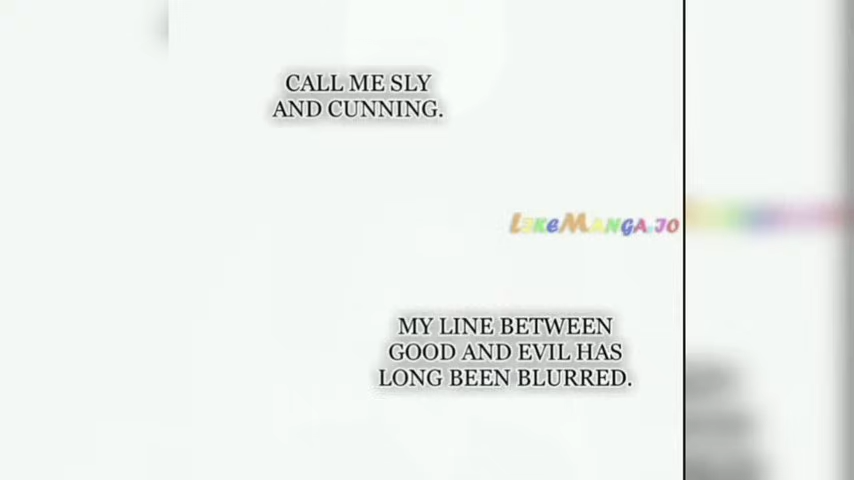 CALL ME SLY
AND CUNNING.
LIKEMANGA.IO
MY LINE BETWEEN
GOOD AND EVIL HAS
LONG BEEN BLURRED.